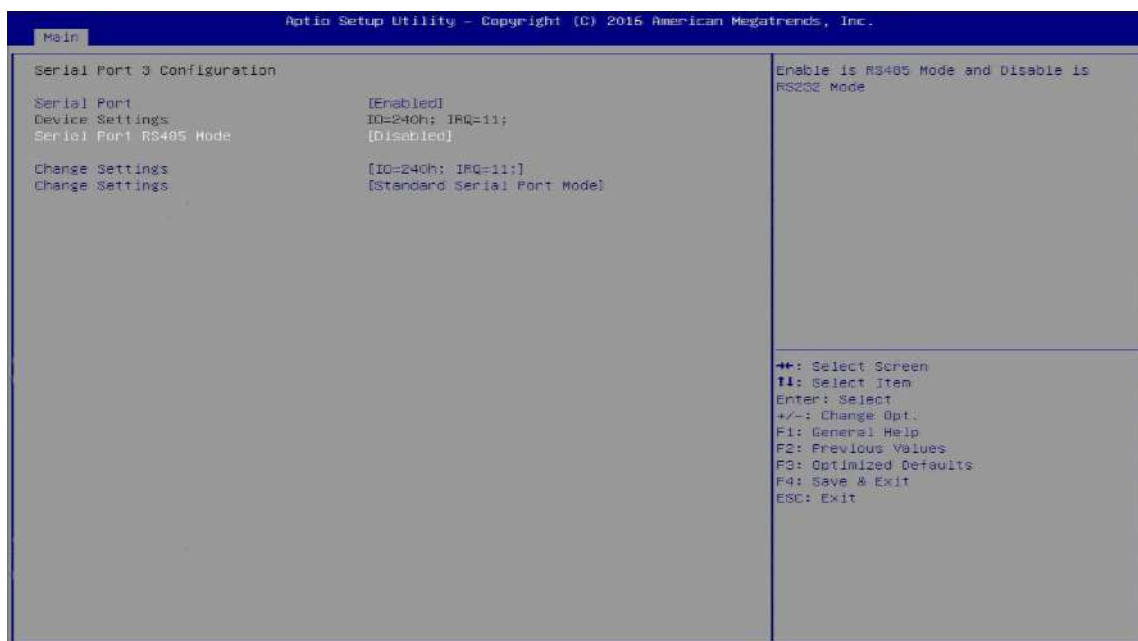 Aptio Setup Utility – Copyright (C) 2016 American Megatrends, Inc.
Main
Serial Port 3 Configuration
Serial Port [Enabled]
Device Settings IO=240h; IRQ=11;
Serial Port RS485 Mode [Disabled]
Change Settings [IO=240h; IRQ=11;]
Change Settings [Standard Serial Port Mode]
Enable is RS485 Mode and Disable is
RS232 Mode
→←: Select Screen
↑↓: Select Item
Enter: Select
+/-: Change Opt.
F1: General Help
F2: Previous Values
F3: Optimized Defaults
F4: Save & Exit
ESC: Exit